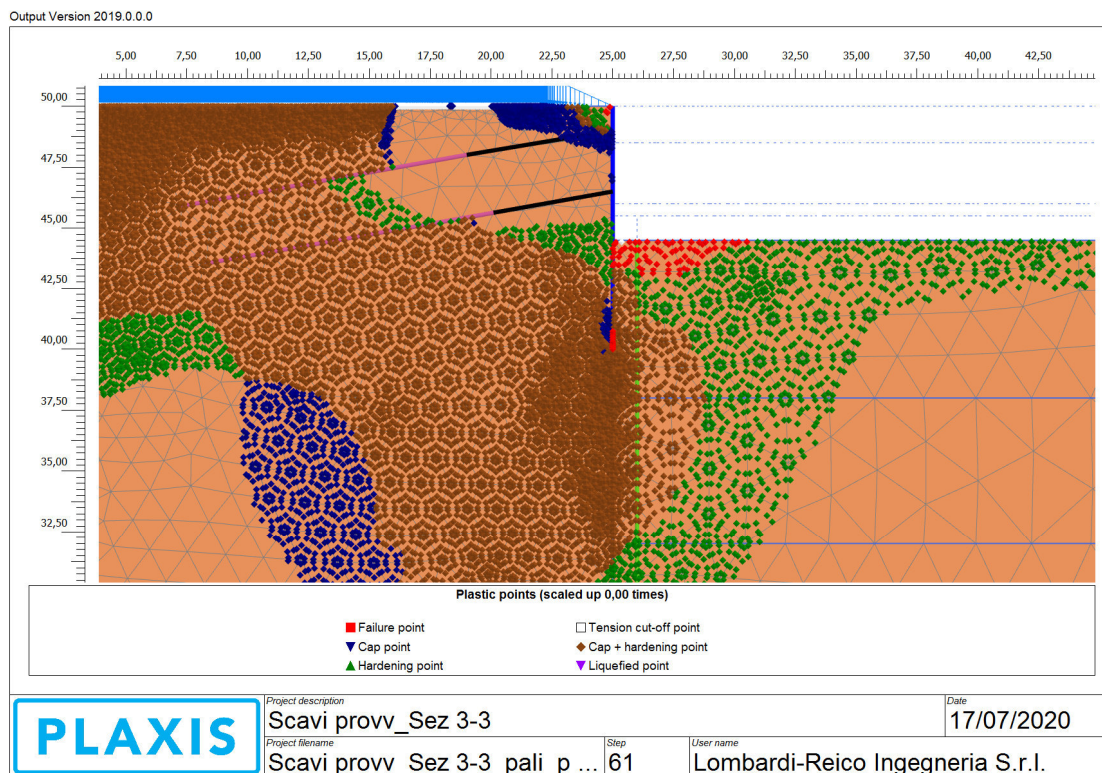 Output Version 2019.0.0.0
5,00 7,50 10,00 12,50 15,00 17,50 20,00 22,50 25,00 27,50 30,00 32,50 35,00 37,50 40,00 42,50
50,00
47,50
45,00
42,50
40,00
37,50
35,00
32,50
Plastic points (scaled up 0,00 times)
Failure point Tension cut-off point
Cap point Cap + hardening point
Hardening point Liquefied point
PLAXIS
Project description Date
Scavi provv_Sez 3-3 17/07/2020
Project filename Step User name
Scavi provv_Sez 3-3_pali_p ... 61 Lombardi-Reico Ingegneria S.r.l.